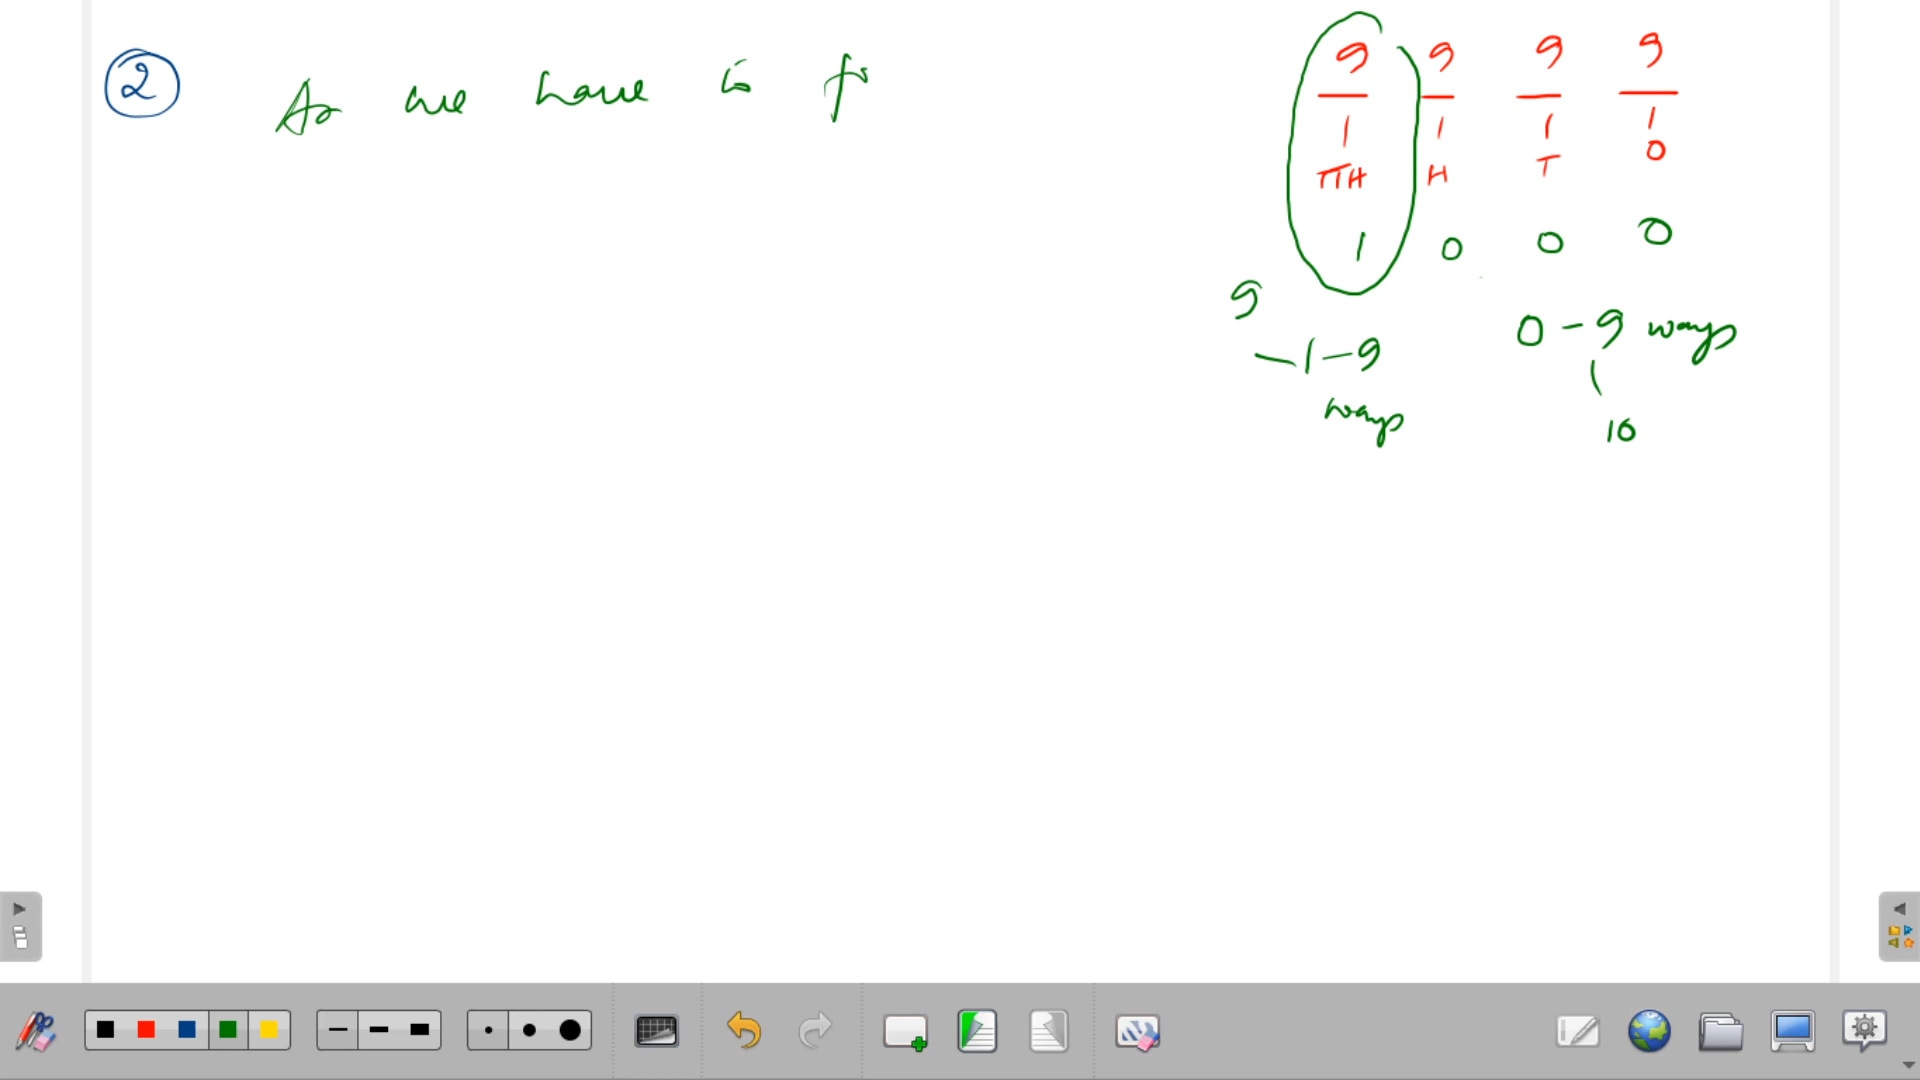 2 As we have to f
9 9 9 9
1 1 1 1
TTH H T O
1 0 0 0
9
-1-9
ways
0-9 ways
10